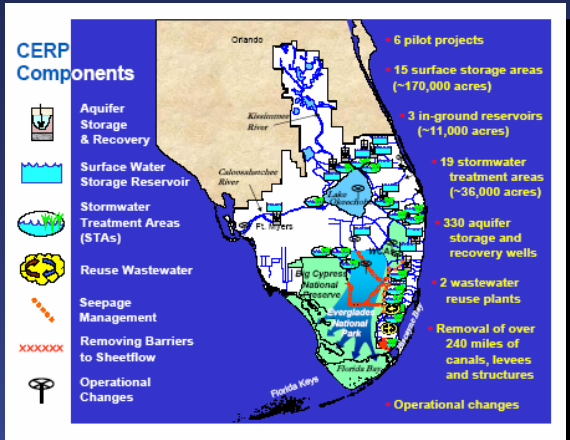 CERP
Components
Aquifer
Storage
& Recovery
Surface Water
Storage Reservoir
Stormwater
Treatment Areas
(STAs)
Reuse Wastewater
Seepage
Management
xxxxxx
Removing Barriers
to Sheetflow
Operational
Changes
Orlando
Kissimmee
River
Caloosahatchee
River
Lake
Okeechobee
Ft. Myers
WCAs
Big Cypress
National
Preserve
Everglades
National
Park
Biscayne Bay
Florida Bay
Florida Keys
• 6 pilot projects
• 15 surface storage areas
(~170,000 acres)
• 3 in-ground reservoirs
(~11,000 acres)
• 19 stormwater
treatment areas
(~36,000 acres)
• 330 aquifer
storage and
recovery wells
• 2 wastewater
reuse plants
• Removal of over
240 miles of
canals, levees
and structures
• Operational changes